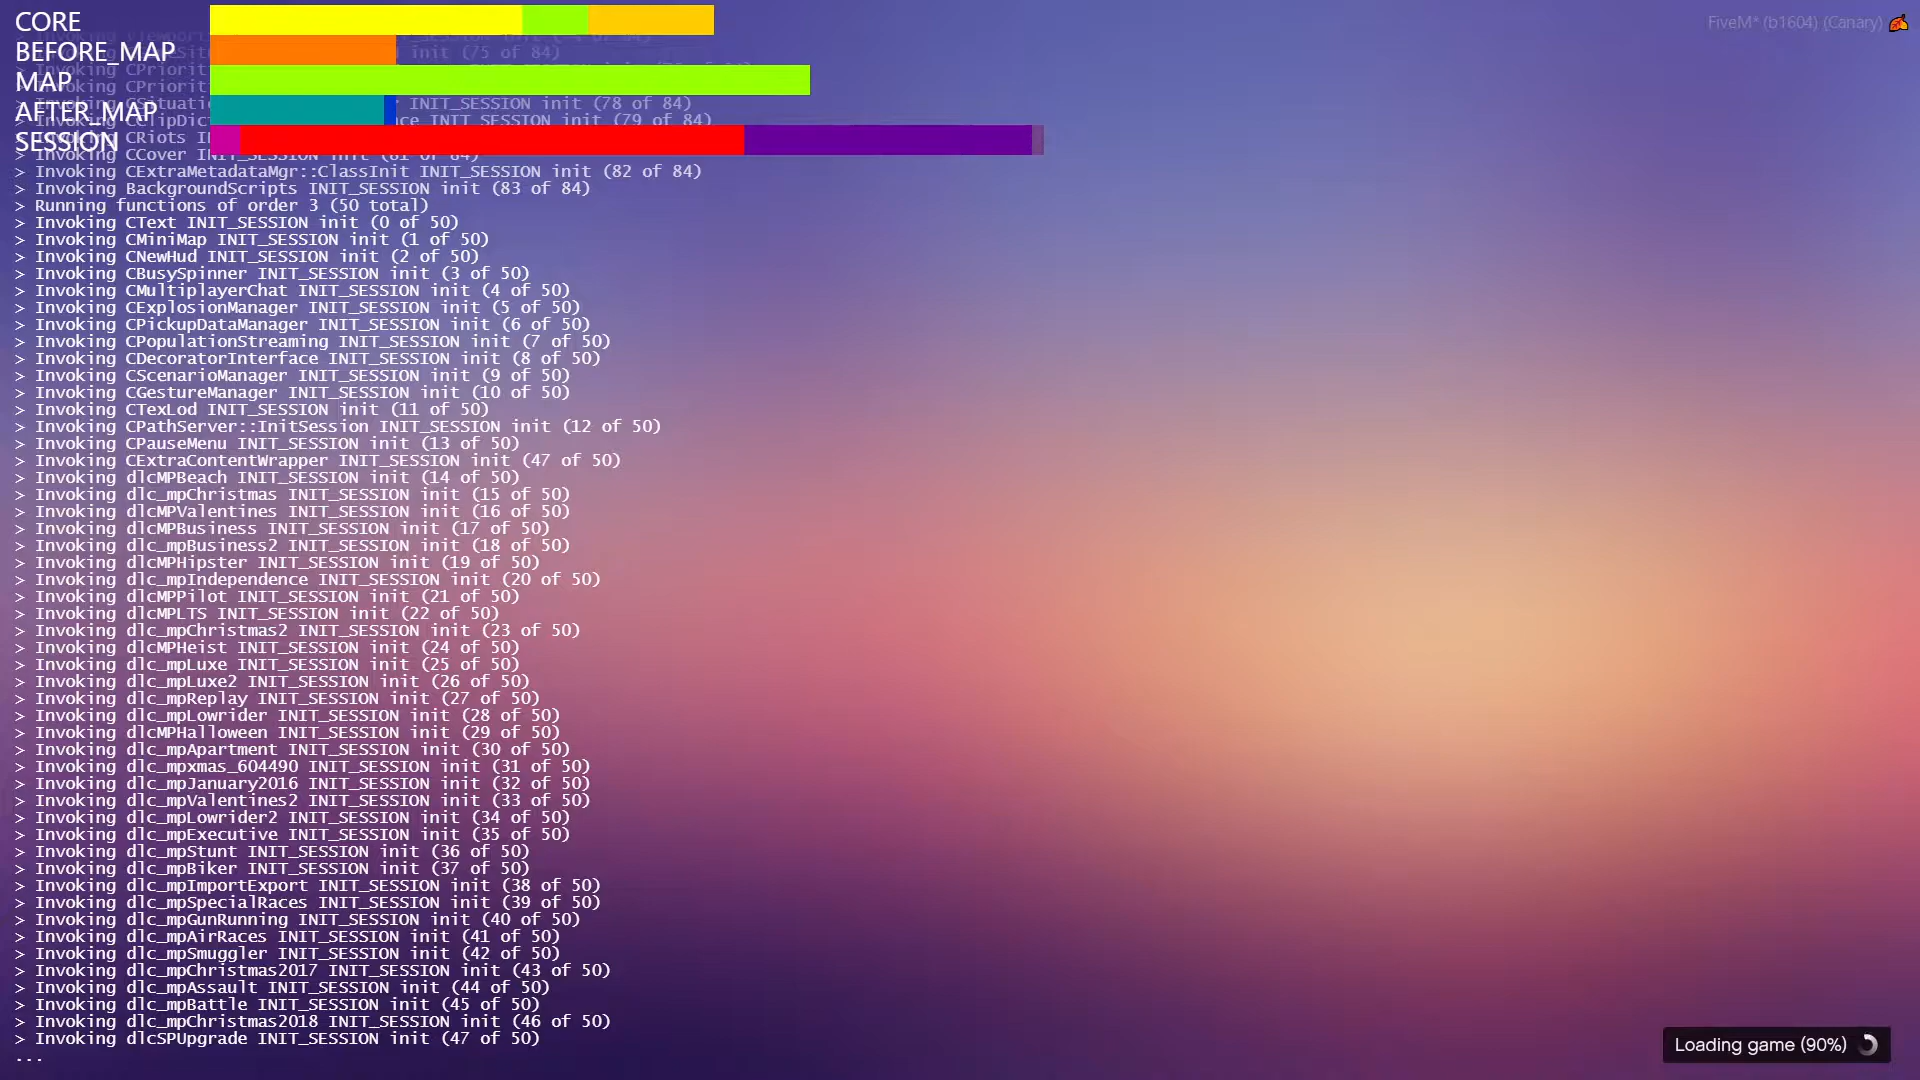 CORE
BEFORE_MAP
MAP
AFTER_MAP
SESSION
FiveM* (b1604) (Canary)
init (75 of 84)
INIT_SESSION init (78 of 84)
INIT_SESSION init (79 of 84)
> Invoking CRiots
> Invoking CCover INIT_SESSION init (81 of 84)
> Invoking CExtraMetadataMgr::ClassInit INIT_SESSION init (82 of 84)
> Invoking BackgroundScripts INIT_SESSION init (83 of 84)
> Running functions of order 3 (50 total)
> Invoking CText INIT_SESSION init (0 of 50)
> Invoking CMiniMap INIT_SESSION init (1 of 50)
> Invoking CNewHud INIT_SESSION init (2 of 50)
> Invoking CBusySpinner INIT_SESSION init (3 of 50)
> Invoking CMultiplayerChat INIT_SESSION init (4 of 50)
> Invoking CExplosionManager INIT_SESSION init (5 of 50)
> Invoking CPickupDataManager INIT_SESSION init (6 of 50)
> Invoking CPopulationStreaming INIT_SESSION init (7 of 50)
> Invoking CDecoratorInterface INIT_SESSION init (8 of 50)
> Invoking CScenarioManager INIT_SESSION init (9 of 50)
> Invoking CGestureManager INIT_SESSION init (10 of 50)
> Invoking CTexLod INIT_SESSION init (11 of 50)
> Invoking CPathServer::InitSession INIT_SESSION init (12 of 50)
> Invoking CPauseMenu INIT_SESSION init (13 of 50)
> Invoking CExtraContentWrapper INIT_SESSION init (47 of 50)
> Invoking dlcMPBeach INIT_SESSION init (14 of 50)
> Invoking dlc_mpChristmas INIT_SESSION init (15 of 50)
> Invoking dlcMPValentines INIT_SESSION init (16 of 50)
> Invoking dlcMPBusiness INIT_SESSION init (17 of 50)
> Invoking dlc_mpBusiness2 INIT_SESSION init (18 of 50)
> Invoking dlcMPHipster INIT_SESSION init (19 of 50)
> Invoking dlc_mpIndependence INIT_SESSION init (20 of 50)
> Invoking dlcMPPilot INIT_SESSION init (21 of 50)
> Invoking dlcMPLTS INIT_SESSION init (22 of 50)
> Invoking dlc_mpChristmas2 INIT_SESSION init (23 of 50)
> Invoking dlcMPHeist INIT_SESSION init (24 of 50)
> Invoking dlc_mpLuxe INIT_SESSION init (25 of 50)
> Invoking dlc_mpLuxe2 INIT_SESSION init (26 of 50)
> Invoking dlc_mpReplay INIT_SESSION init (27 of 50)
> Invoking dlc_mpLowrider INIT_SESSION init (28 of 50)
> Invoking dlcMPHalloween INIT_SESSION init (29 of 50)
> Invoking dlc_mpApartment INIT_SESSION init (30 of 50)
> Invoking dlc_mpxmas_604490 INIT_SESSION init (31 of 50)
> Invoking dlc_mpJanuary2016 INIT_SESSION init (32 of 50)
> Invoking dlc_mpValentines2 INIT_SESSION init (33 of 50)
> Invoking dlc_mpLowrider2 INIT_SESSION init (34 of 50)
> Invoking dlc_mpExecutive INIT_SESSION init (35 of 50)
> Invoking dlc_mpStunt INIT_SESSION init (36 of 50)
> Invoking dlc_mpBiker INIT_SESSION init (37 of 50)
> Invoking dlc_mpImportExport INIT_SESSION init (38 of 50)
> Invoking dlc_mpSpecialRaces INIT_SESSION init (39 of 50)
> Invoking dlc_mpGunRunning INIT_SESSION init (40 of 50)
> Invoking dlc_mpAirRaces INIT_SESSION init (41 of 50)
> Invoking dlc_mpSmuggler INIT_SESSION init (42 of 50)
> Invoking dlc_mpChristmas2017 INIT_SESSION init (43 of 50)
> Invoking dlc_mpAssault INIT_SESSION init (44 of 50)
> Invoking dlc_mpBattle INIT_SESSION init (45 of 50)
> Invoking dlc_mpChristmas2018 INIT_SESSION init (46 of 50)
> Invoking dlcSPUpgrade INIT_SESSION init (47 of 50)
...
Loading game (90%)